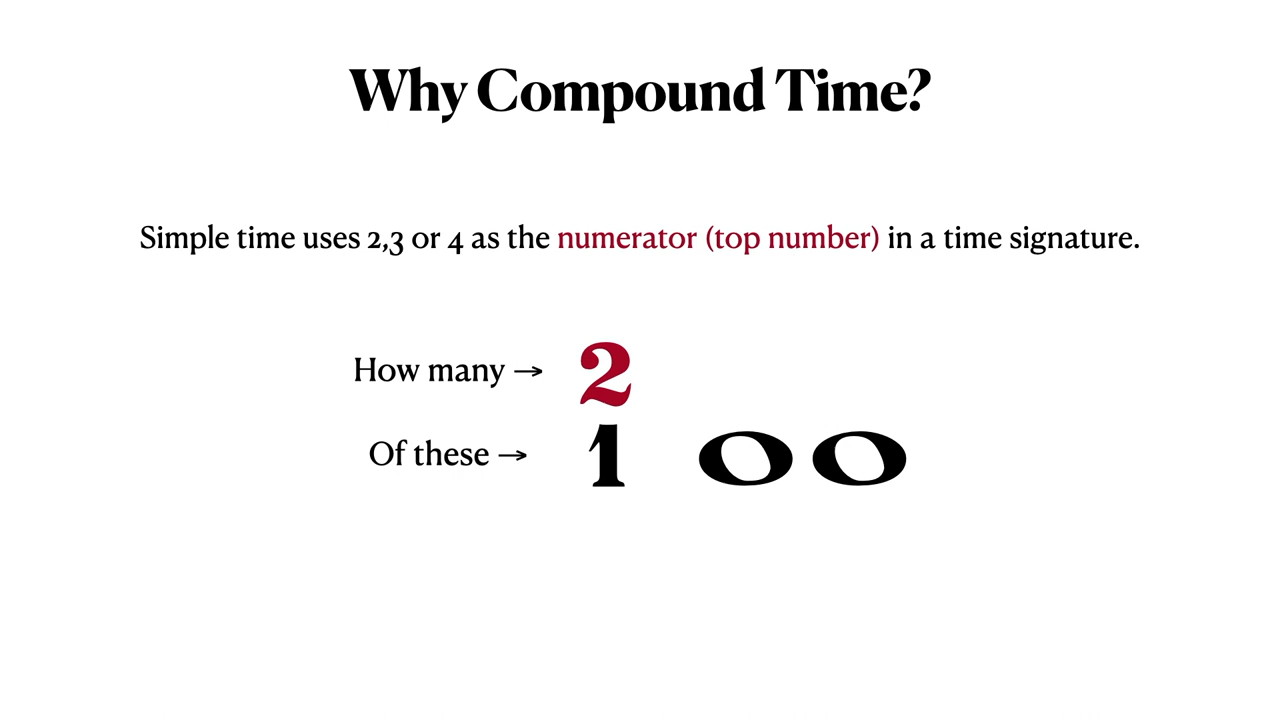 Why Compound Time?
Simple time uses 2,3 or 4 as the numerator (top number) in a time signature.
How many → 2
Of these → 1